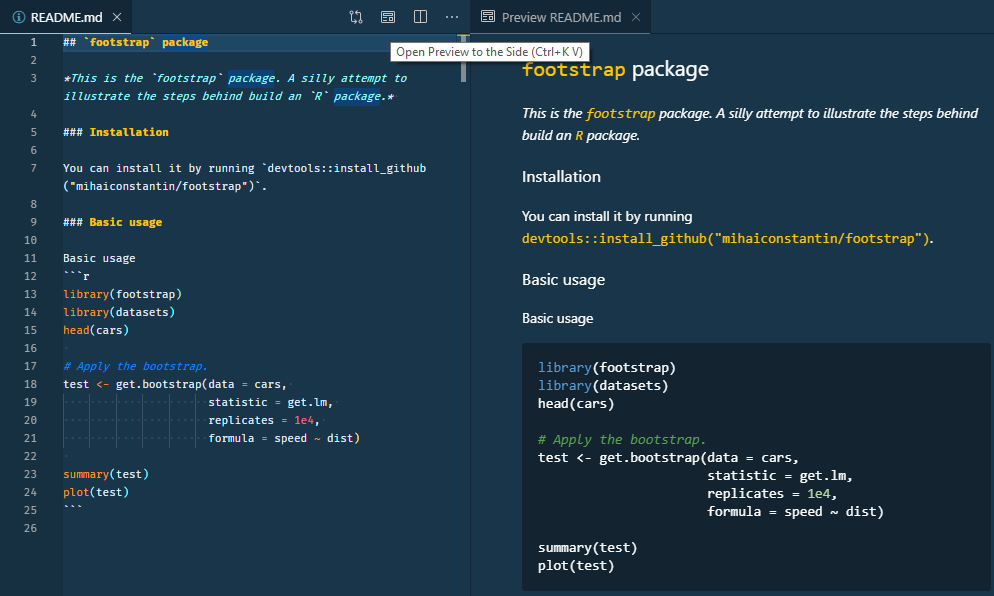 README.md
Preview README.md
Open Preview to the Side (Ctrl+K V)
1 ## `footstrap` package
2
3 *This is the `footstrap` package. A silly attempt to
illustrate the steps behind build an `R` package.*
4
5 ### Installation
6
7 You can install it by running `devtools::install_github
("mihaiconstantin/footstrap")`.
8
9 ### Basic usage
10
11 Basic usage
12 ```r
13 library(footstrap)
14 library(datasets)
15 head(cars)
16
17 # Apply the bootstrap.
18 test <- get.bootstrap(data = cars,
19 statistic = get.lm,
20 replicates = 1e4,
21 formula = speed ~ dist)
22
23 summary(test)
24 plot(test)
25 ```
26
footstrap package
This is the footstrap package. A silly attempt to illustrate the steps behind
build an R package.
Installation
You can install it by running
devtools::install_github("mihaiconstantin/footstrap").
Basic usage
Basic usage
library(footstrap)
library(datasets)
head(cars)
# Apply the bootstrap.
test <- get.bootstrap(data = cars,
statistic = get.lm,
replicates = 1e4,
formula = speed ~ dist)
summary(test)
plot(test)